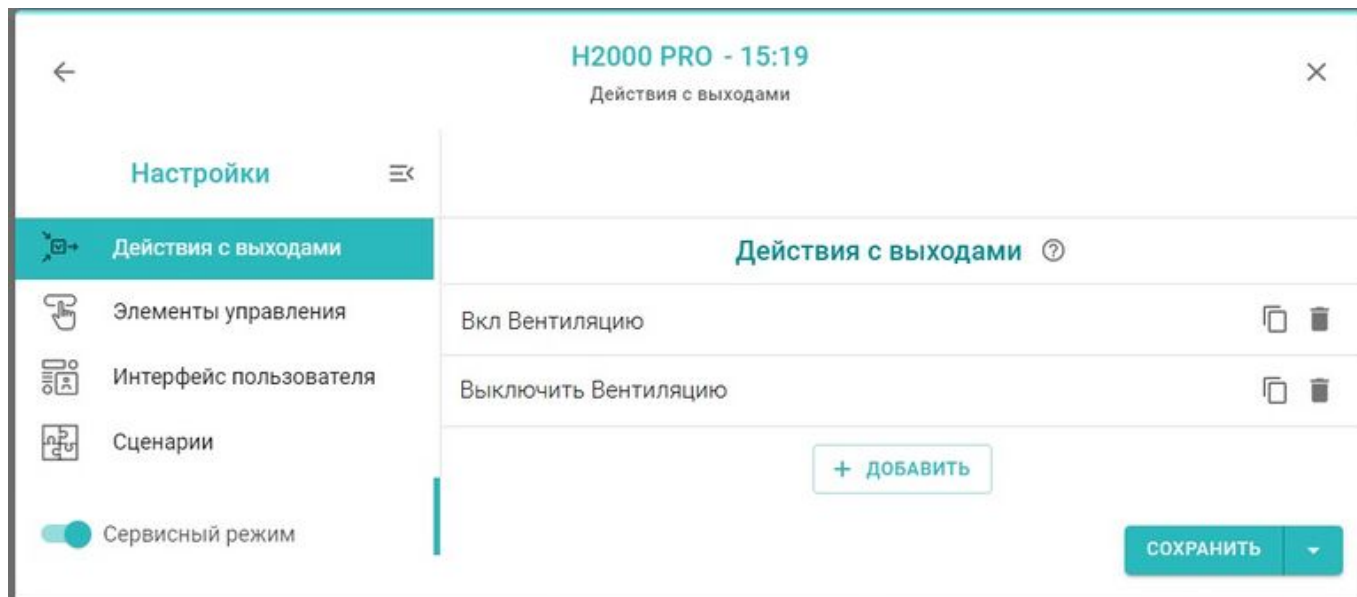 H2000 PRO - 15:19
Действия с выходами
Настройки
Действия с выходами
Элементы управления
Интерфейс пользователя
Сценарии
Сервисный режим
Действия с выходами
Вкл Вентиляцию
Выключить Вентиляцию
+ ДОБАВИТЬ
СОХРАНИТЬ